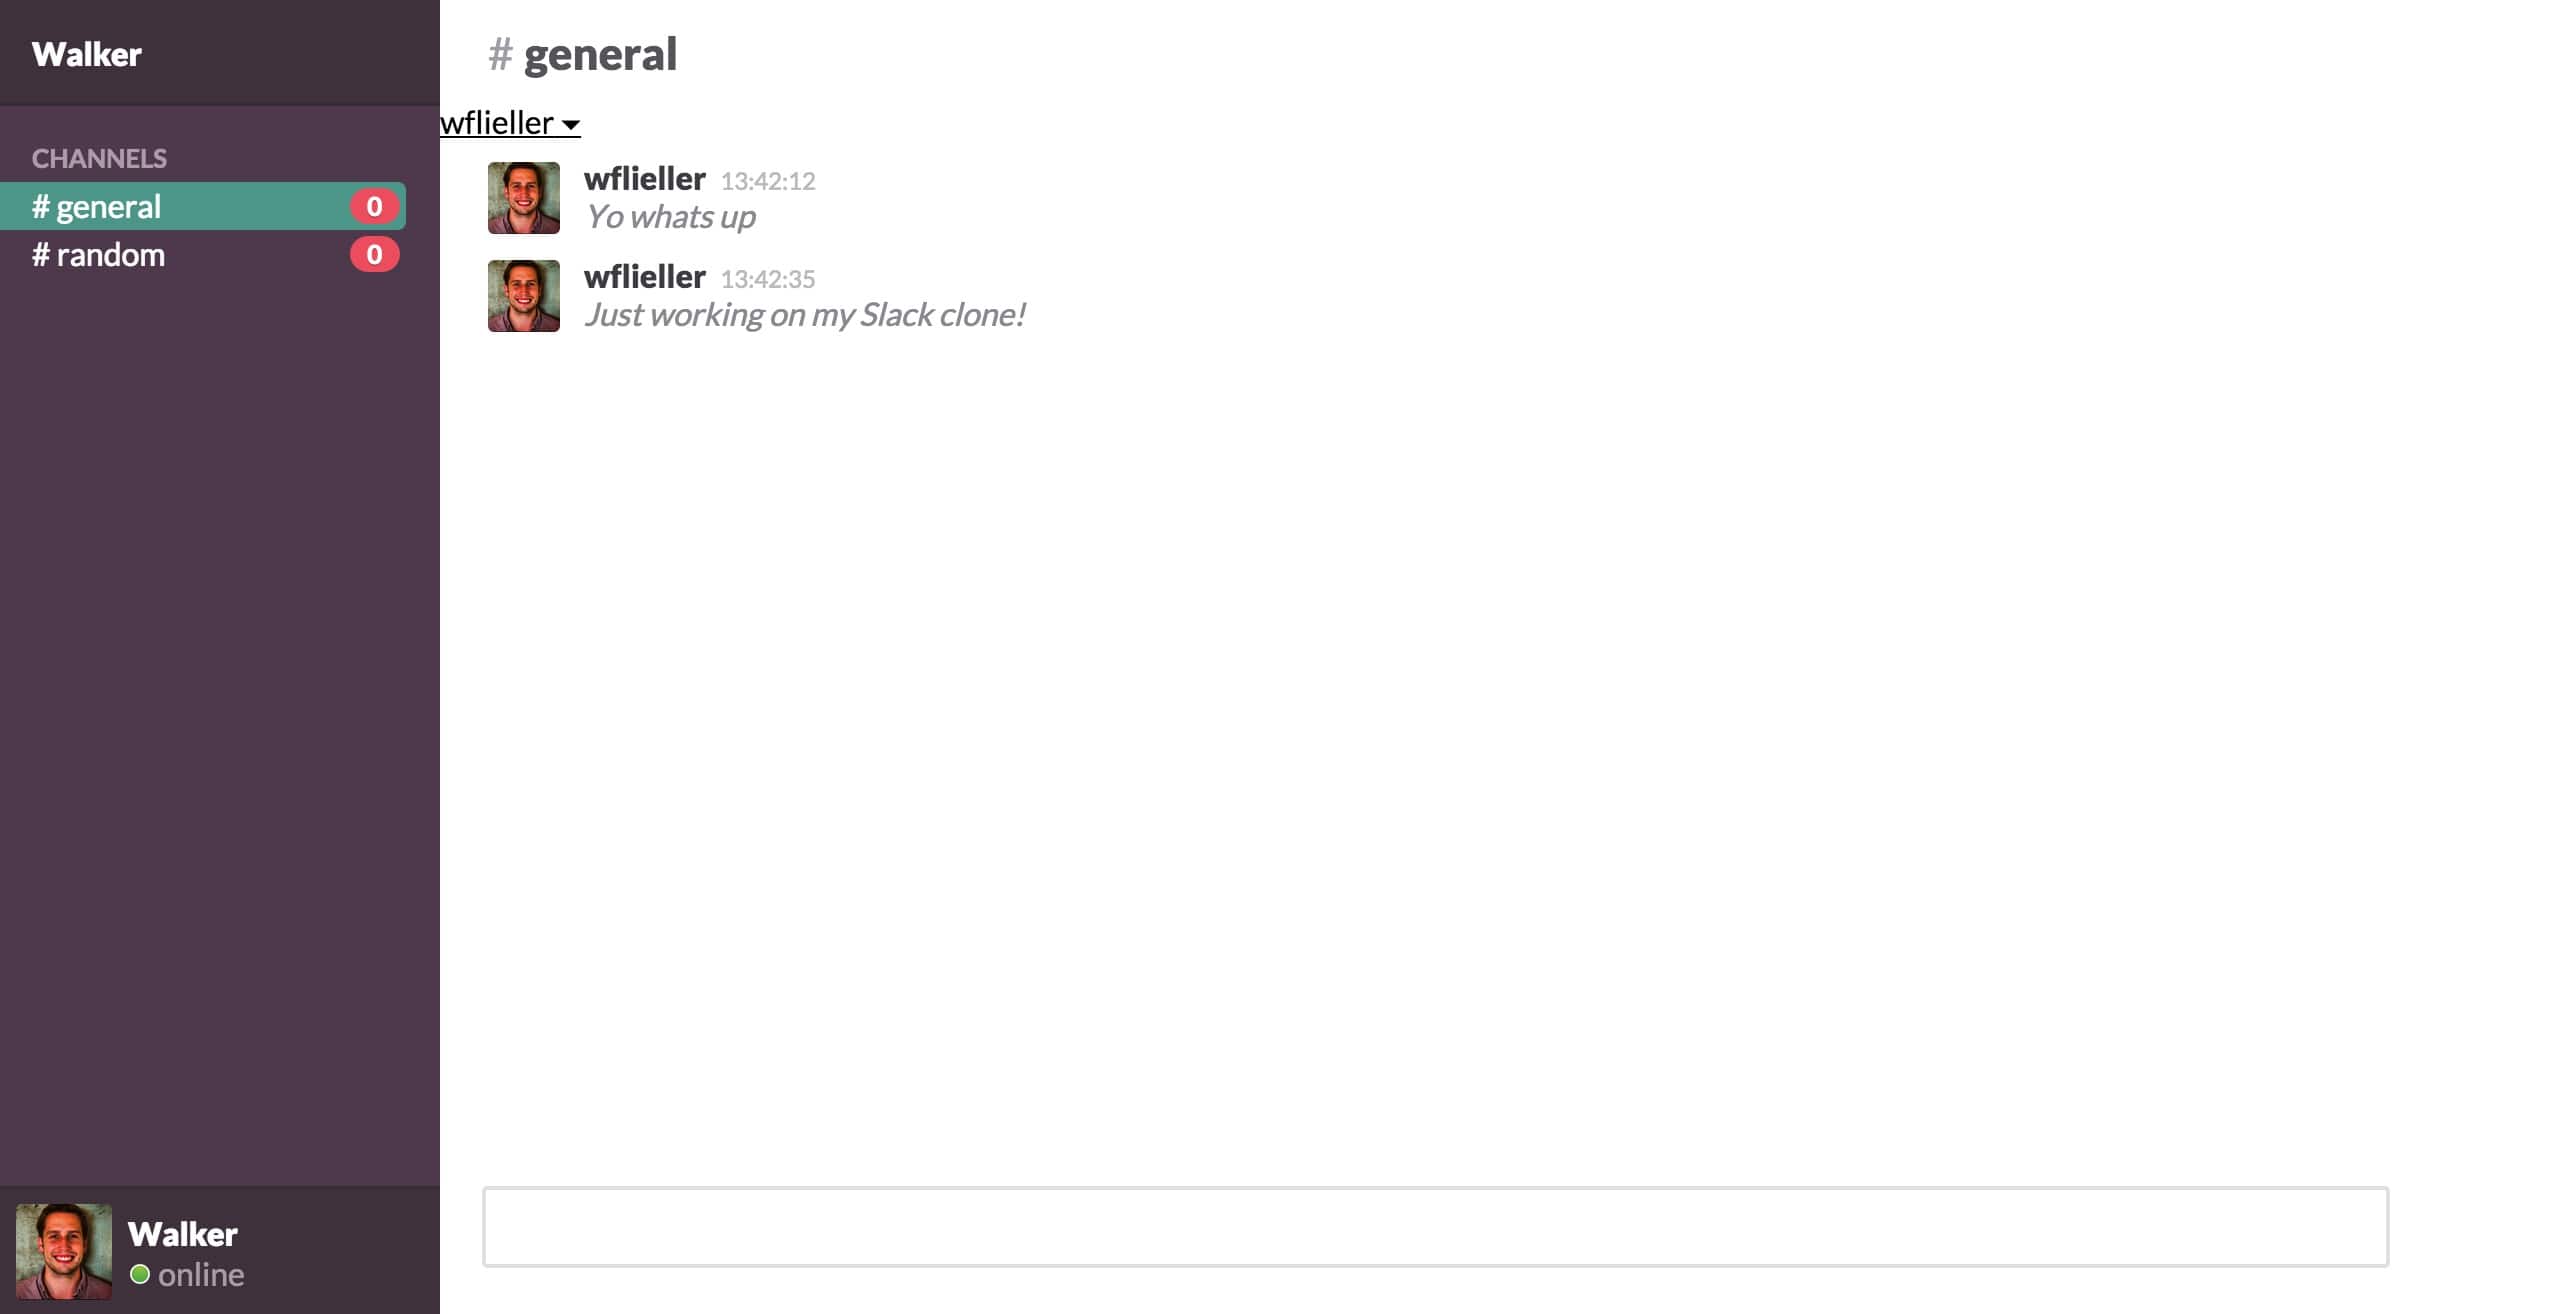 Walker
CHANNELS
# general 0
# random 0
# general
wflieller
wflieller 13:42:12
Yo whats up
wflieller 13:42:35
Just working on my Slack clone!
Walker
online